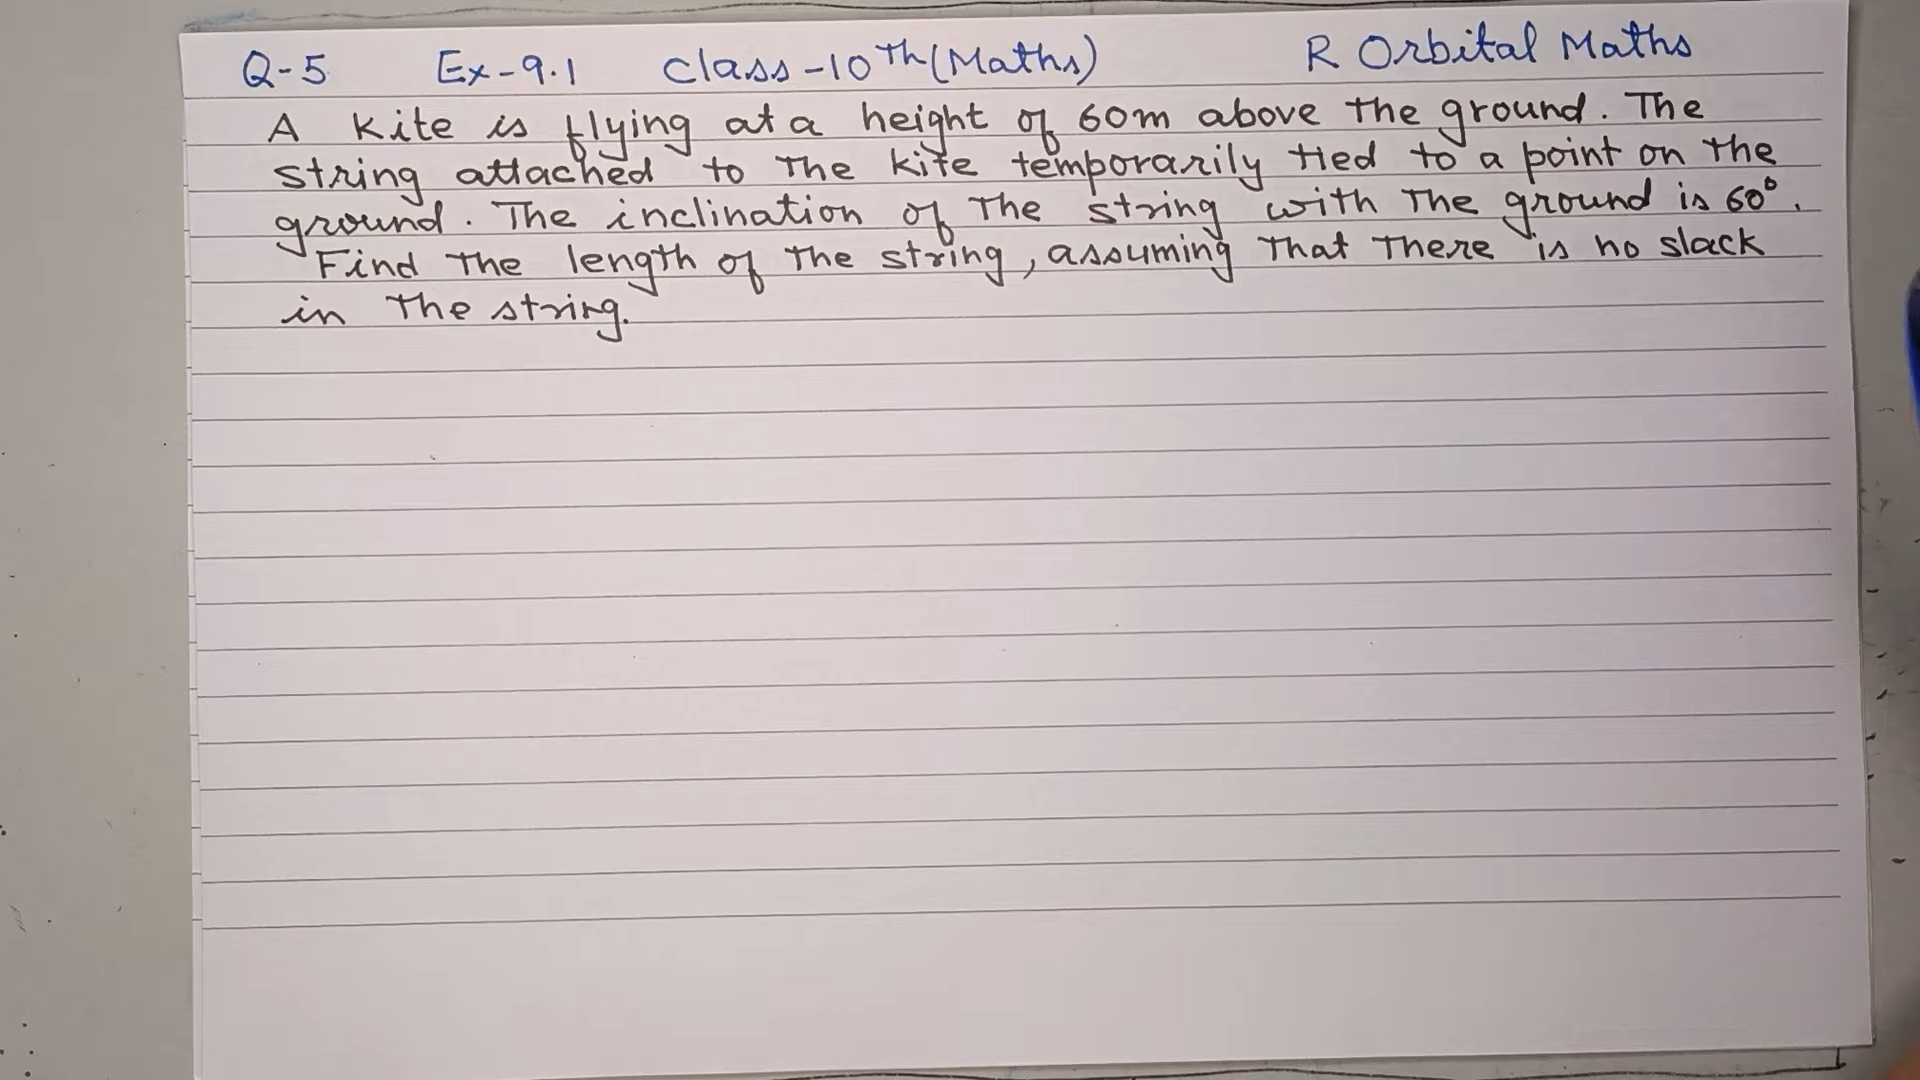 Q-5 Ex-9.1 Class-10Th(Maths) R Orbital Maths
A Kite is flying at a height of 60m above the ground. The
string attached to the kite temporarily tied to a point on the
ground. The inclination of the string with the ground is 60°.
Find the length of the string, assuming that there is no slack
in the string.